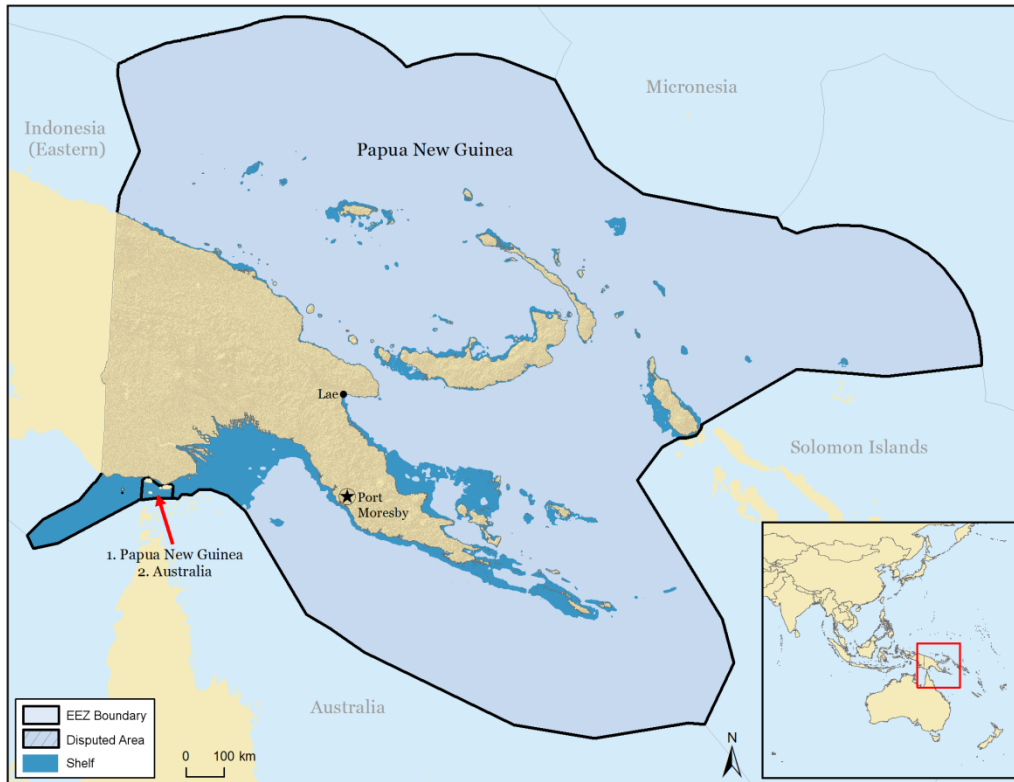 Micronesia
Indonesia
(Eastern)
Papua New Guinea
Lae
Solomon Islands
Port
Moresby
1. Papua New Guinea
2. Australia
Australia
EEZ Boundary
Disputed Area
Shelf
0 100 km
N